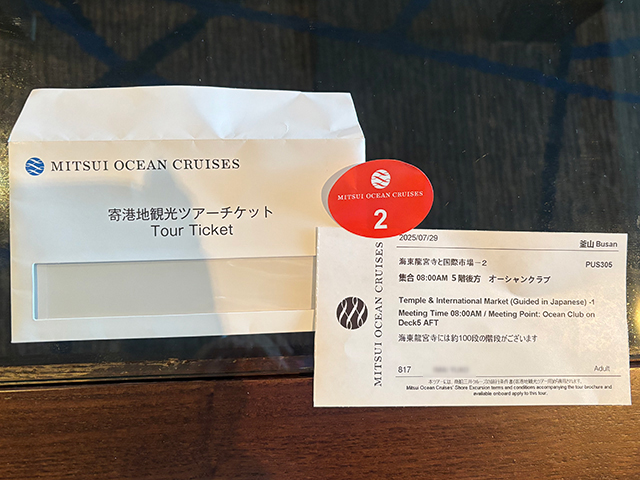 MITSUI OCEAN CRUISES
寄港地観光ツアーチケット
Tour Ticket
MITSUI OCEAN CRUISES
2
MITSUI OCEAN CRUISES
2025/07/29 釜山 Busan
海東龍宮寺と国際市場－2 PUS305
集合 08:00AM 5階後方 オーシャンクラブ
Temple & International Market (Guided in Japanese) -1
Meeting Time 08:00AM / Meeting Point: Ocean Club on
Deck5 AFT
海東龍宮寺には約100段の階段がございます
817 Adult
Mitsui Ocean Cruises' Shore Excursion terms and conditions accompanying the tour brochure and
available onboard apply to this tour.